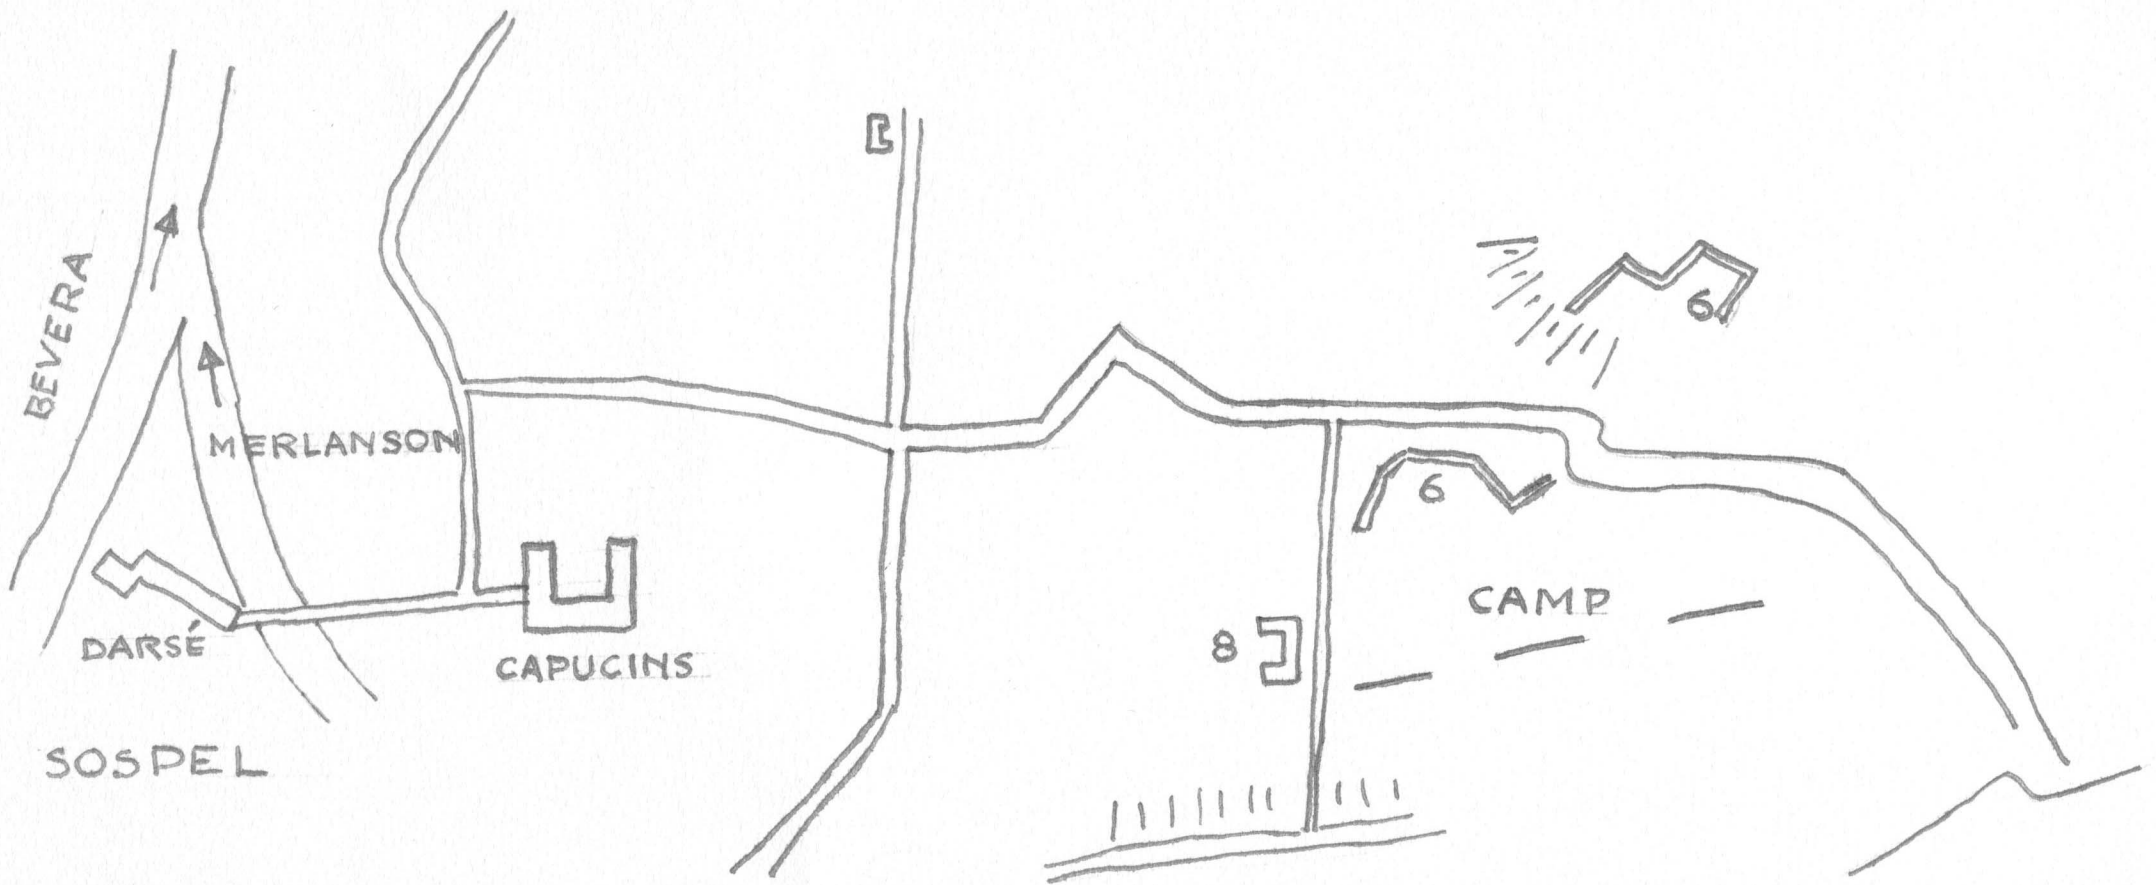 BEVERA
MERLANSON
6
6
CAMP
8
DARSÉ
CAPUCINS
SOSPEL